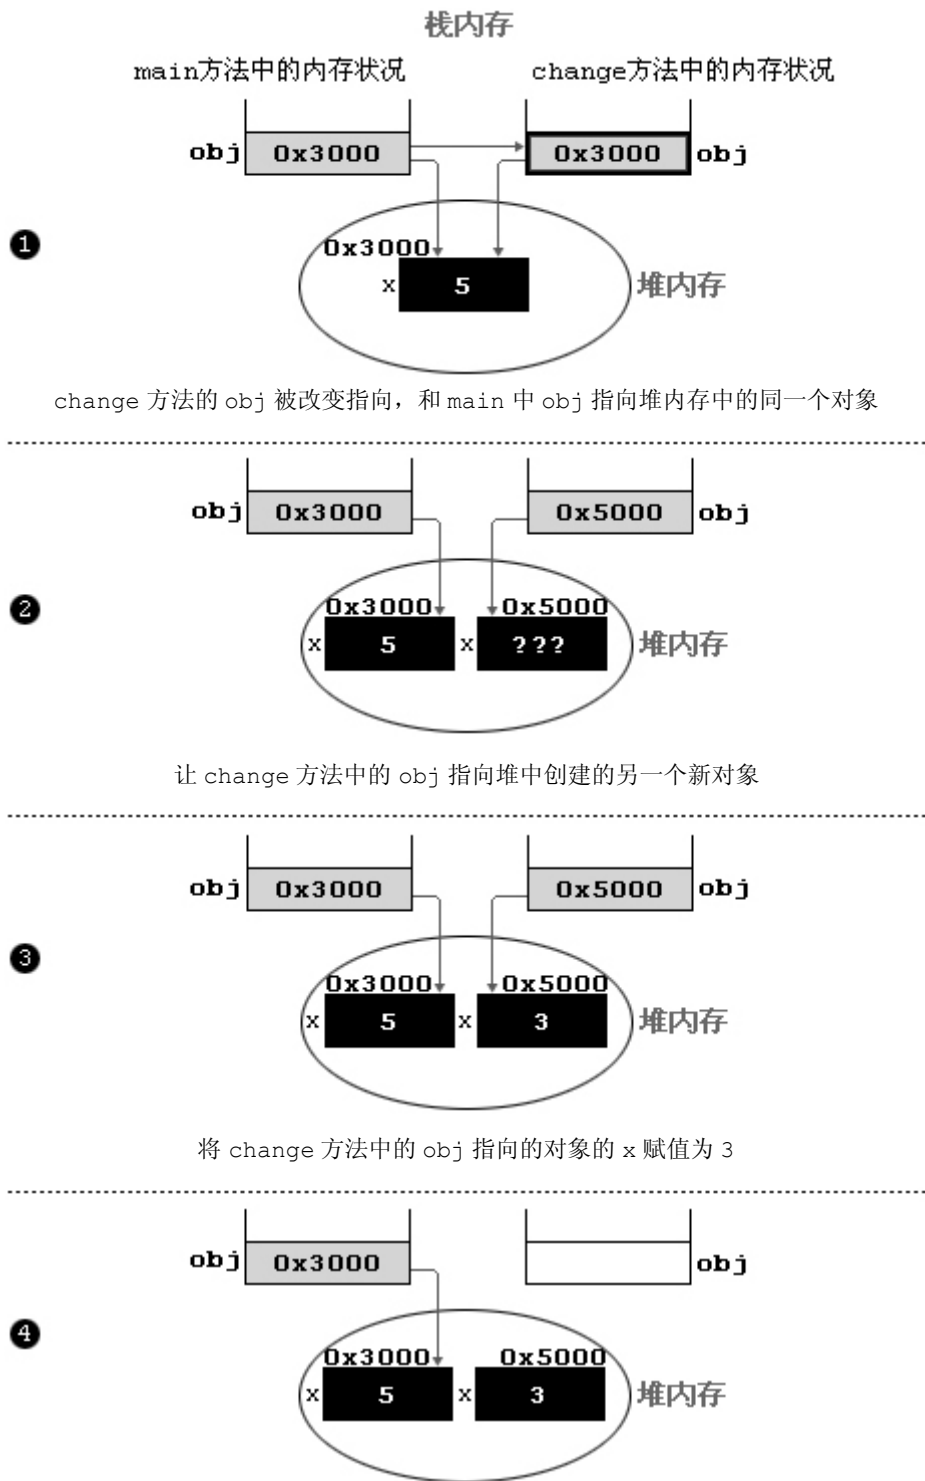 栈内存
main方法中的内存状况 change方法中的内存状况
obj 0x3000 0x3000 obj
1
0x3000
x 5 堆内存
change 方法的 obj 被改变指向，和 main 中 obj 指向堆内存中的同一个对象
obj 0x3000 0x5000 obj
2
0x3000 0x5000
x 5 x ??? 堆内存
让 change 方法中的 obj 指向堆中创建的另一个新对象
obj 0x3000 0x5000 obj
3
0x3000 0x5000
x 5 x 3 堆内存
将 change 方法中的 obj 指向的对象的 x 赋值为 3
obj 0x3000 obj
4
0x3000 0x5000
x 5 x 3 堆内存